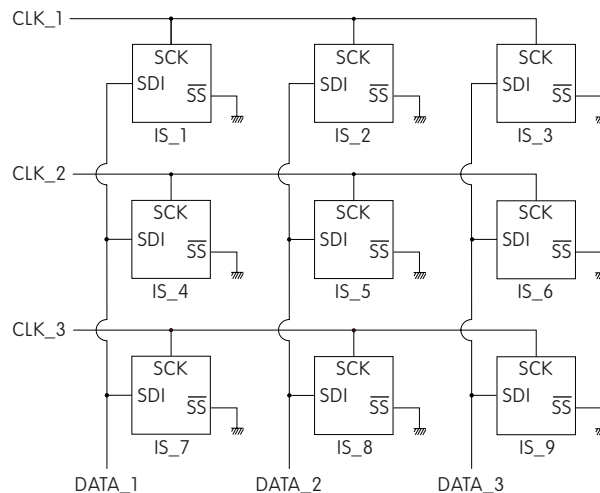 CLK_1
SCK SCK SCK
SDI SDI SDI
SS SS SS
IS_1 IS_2 IS_3
CLK_2
SCK SCK SCK
SDI SDI SDI
SS SS SS
IS_4 IS_5 IS_6
CLK_3
SCK SCK SCK
SDI SDI SDI
SS SS SS
IS_7 IS_8 IS_9
DATA_1 DATA_2 DATA_3